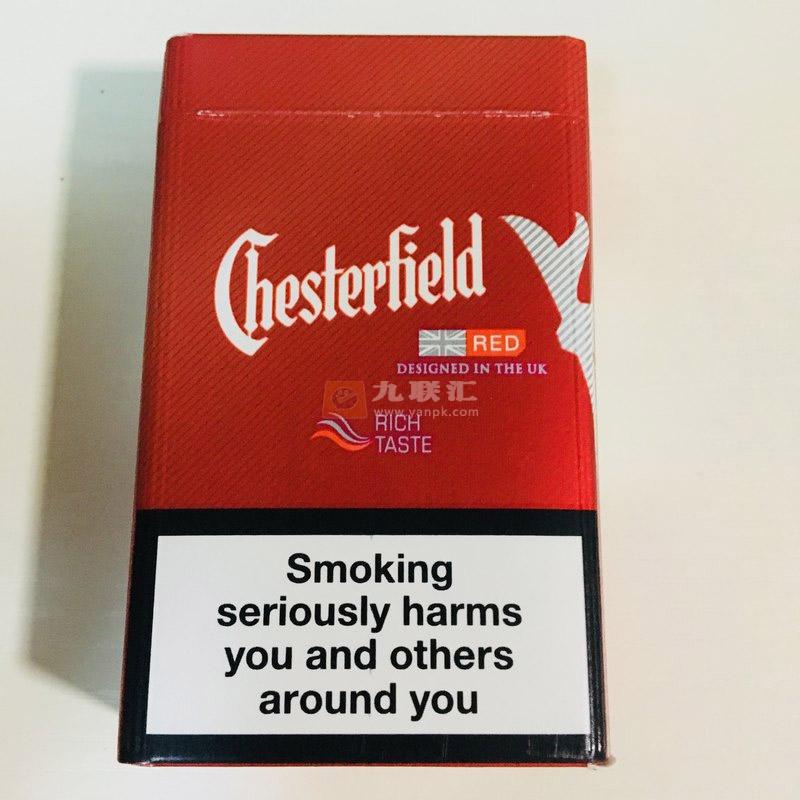 Chesterfield
RED
DESIGNED IN THE UK
九联汇
www.yanpk.com
RICH
TASTE
Smoking
seriously harms
you and others
around you